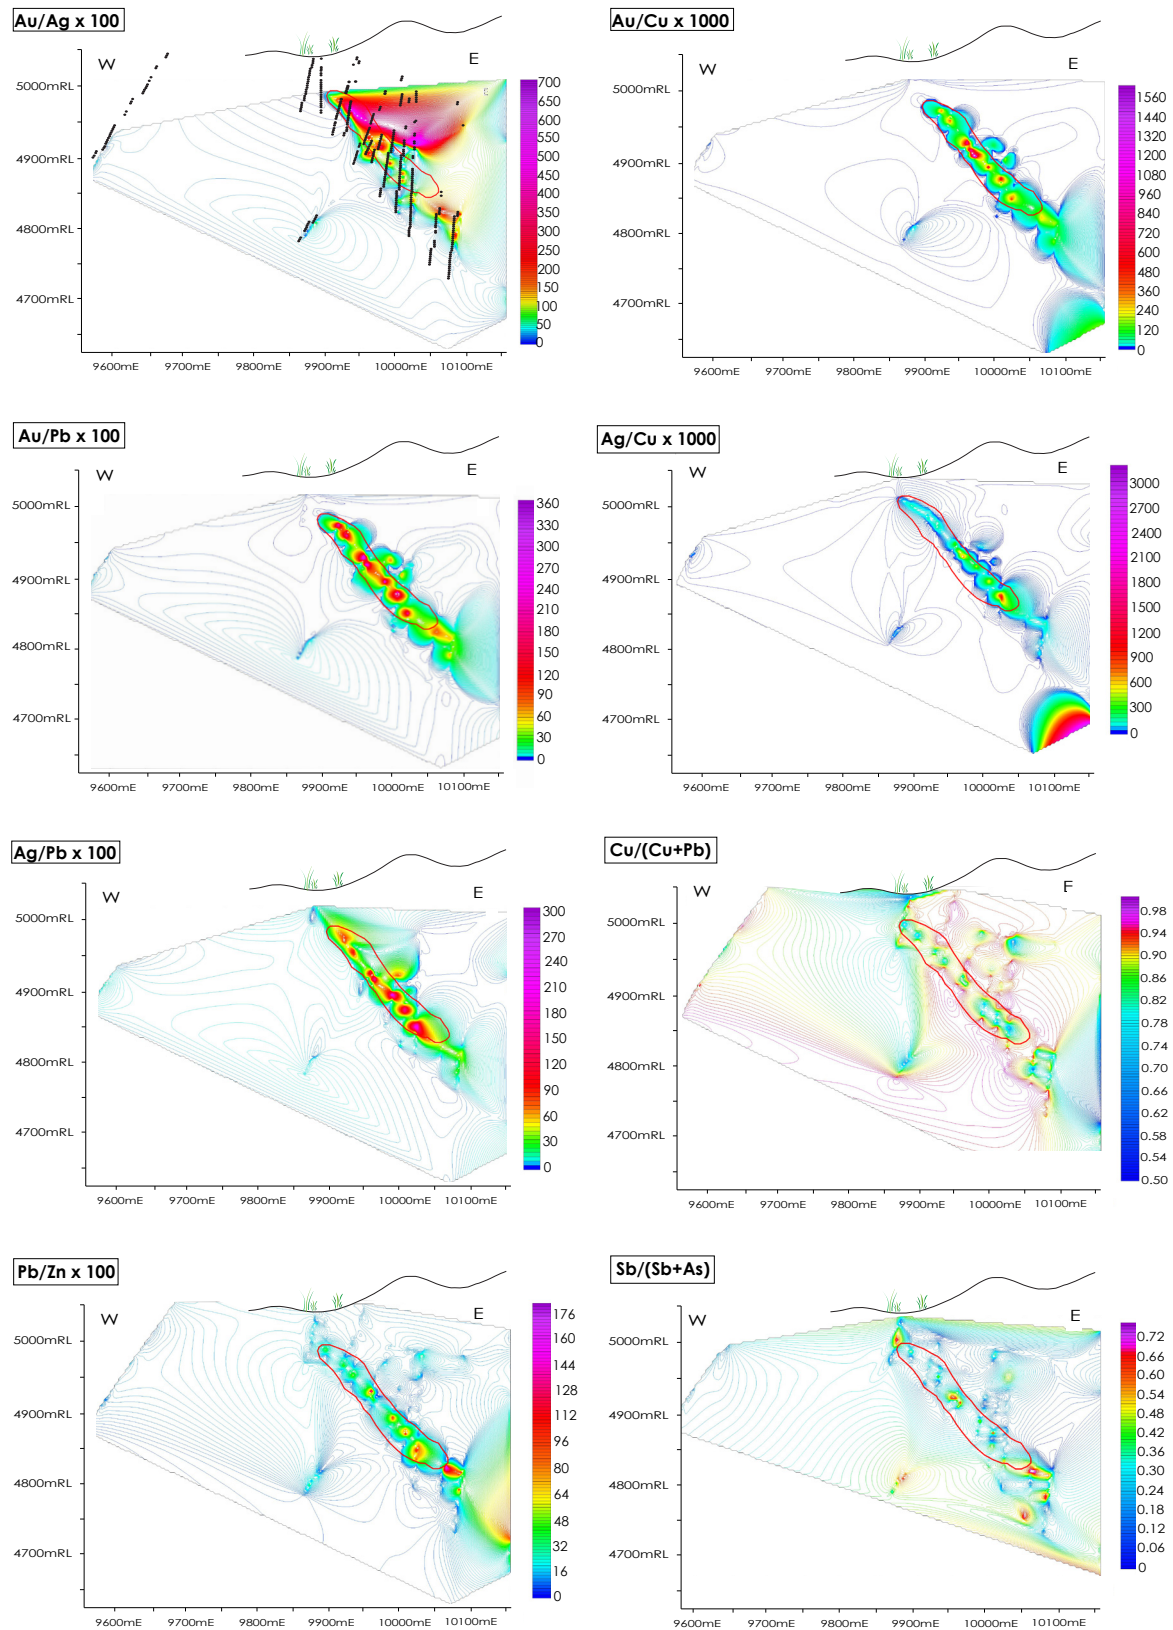 Au/Ag x 100
W
E
5000mRL
4900mRL
4800mRL
4700mRL
700
650
600
550
500
450
400
350
300
250
200
150
100
50
0
9600mE 9700mE 9800mE 9900mE 10000mE 10100mE
Au/Cu x 1000
W
E
5000mRL
4900mRL
4800mRL
4700mRL
1560
1400
1280
1160
1080
960
840
720
600
480
360
240
120
0
9600mE 9700mE 9800mE 9900mE 10000mE 10100mE
Au/Pb x 100
W
E
5000mRL
4900mRL
4800mRL
4700mRL
360
330
300
270
240
210
180
150
120
90
60
30
0
9600mE 9700mE 9800mE 9900mE 10000mE 10100mE
Ag/Cu x 1000
W
E
5000mRL
4900mRL
4800mRL
4700mRL
3000
2700
2400
2100
1800
1500
1200
900
600
300
0
9600mE 9700mE 9800mE 9900mE 10000mE 10100mE
Ag/Pb x 100
W
E
5000mRL
4900mRL
4800mRL
4700mRL
300
270
240
210
180
150
120
90
60
30
0
9600mE 9700mE 9800mE 9900mE 10000mE 10100mE
Cu/(Cu+Pb)
W
5000mRL
4900mRL
4800mRL
4700mRL
0.98
0.94
0.90
0.86
0.82
0.78
0.74
0.70
0.66
0.62
0.58
0.54
0.50
9600mE 9700mE 9800mE 9900mE 10000mE 10100mE
Pb/Zn x 100
W
E
5000mRL
4900mRL
4800mRL
4700mRL
176
160
144
128
112
96
80
64
48
32
16
0
9600mE 9700mE 9800mE 9900mE 10000mE 10100mE
Sb/(Sb+As)
W
E
5000mRL
4900mRL
4800mRL
4700mRL
0.72
0.66
0.60
0.54
0.48
0.42
0.36
0.30
0.24
0.18
0.12
0.06
0
9600mE 9700mE 9800mE 9900mE 10000mE 10100mE